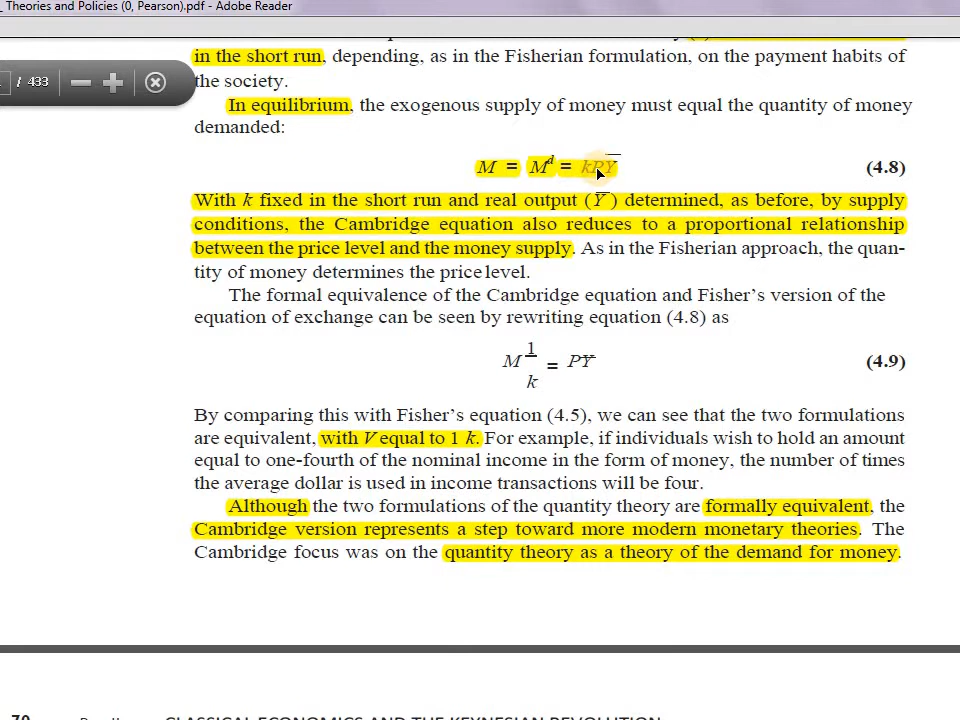 Theories and Policies (0, Pearson).pdf - Adobe Reader
in the short run, depending, as in the Fisherian formulation, on the payment habits of
/ 433
the society.
In equilibrium, the exogenous supply of money must equal the quantity of money
demanded:
M = Mᵈ = kPY̅ (4.8)
With k fixed in the short run and real output (Y̅) determined, as before, by supply
conditions, the Cambridge equation also reduces to a proportional relationship
between the price level and the money supply. As in the Fisherian approach, the quan-
tity of money determines the price level.
The formal equivalence of the Cambridge equation and Fisher's version of the
equation of exchange can be seen by rewriting equation (4.8) as
M 1/k = PY̅ (4.9)
By comparing this with Fisher's equation (4.5), we can see that the two formulations
are equivalent, with V equal to 1 k. For example, if individuals wish to hold an amount
equal to one-fourth of the nominal income in the form of money, the number of times
the average dollar is used in income transactions will be four.
Although the two formulations of the quantity theory are formally equivalent, the
Cambridge version represents a step toward more modern monetary theories. The
Cambridge focus was on the quantity theory as a theory of the demand for money.
70 CLASSICAL ECONOMICS AND THE KEYNESIAN REVOLUTION